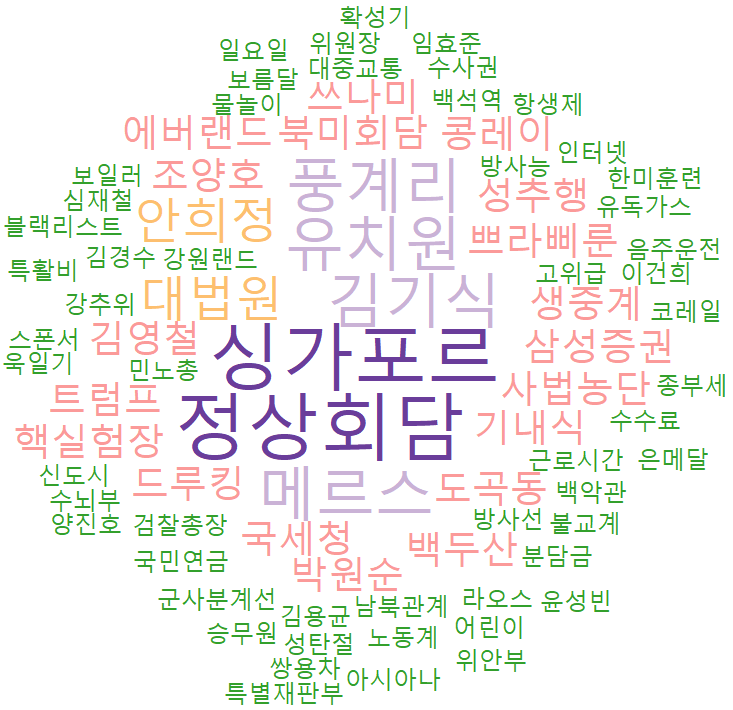 확성기
일요일 위원장 임효준
보름달 대중교통 수사권
물놀이 쓰나미 백석역 항생제
에버랜드 북미회담 콩레이
보일러 조양호 풍계리 방사능 인터넷
심재철 성추행 한미훈련
블랙리스트 안희정 유치원 쁘라삐룬 유독가스
특활비 김경수 강원랜드 음주운전
강추위 대법원 김기식 고위급 이건희
생중계 코레일
스폰서 김영철 싱가포르 삼성증권
욱일기 민노총
트럼프 정상회담 사법농단 종부세
핵실험장 기내식 수수료
신도시 드루킹 메르스 도곡동 근로시간 은메달
수뇌부 백악관
양진호 검찰총장 국세청 백두산 방사선 불교계
국민연금 박원순 분담금
군사분계선 김용균 남북관계 라오스 윤성빈
승무원 성탄절 노동계 어린이
쌍용차 아시아나 위안부
특별재판부